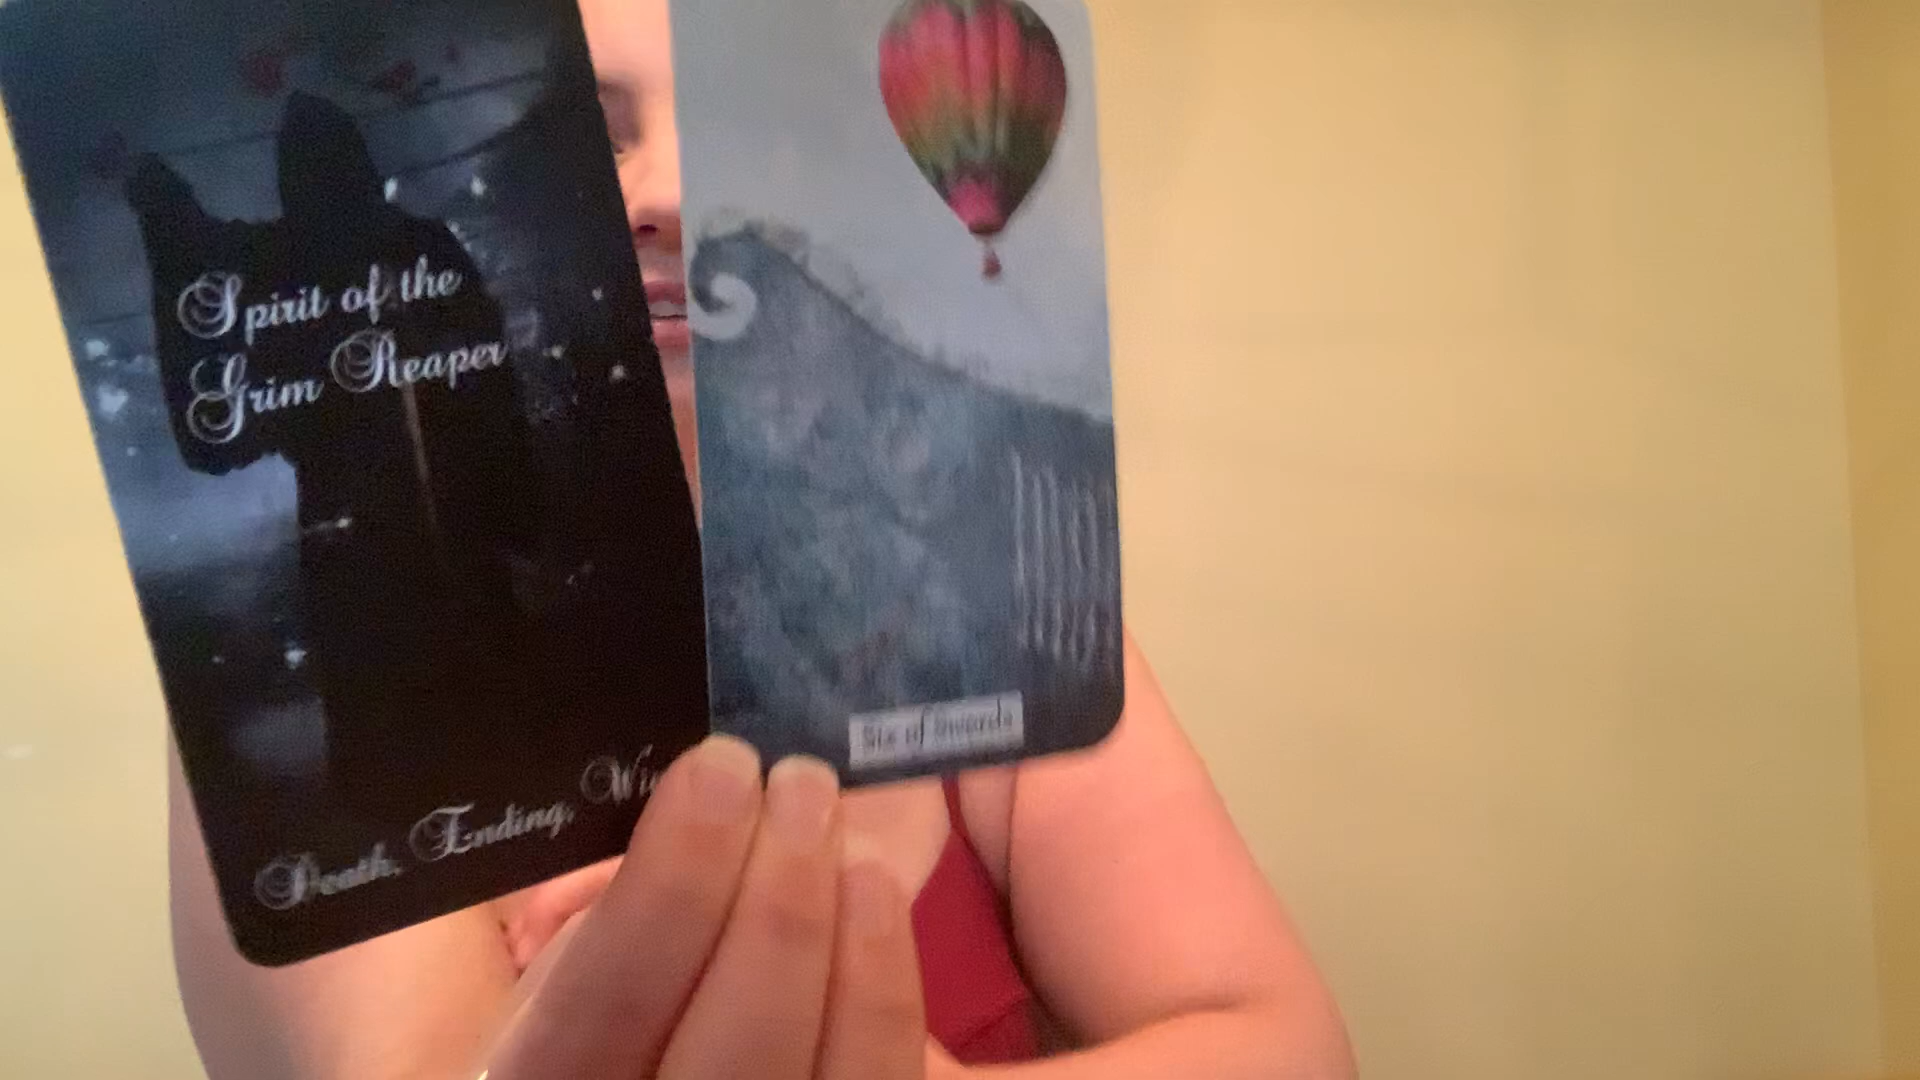 Spirit of the
Grim Reaper
Death, Ending,
Six of Swords